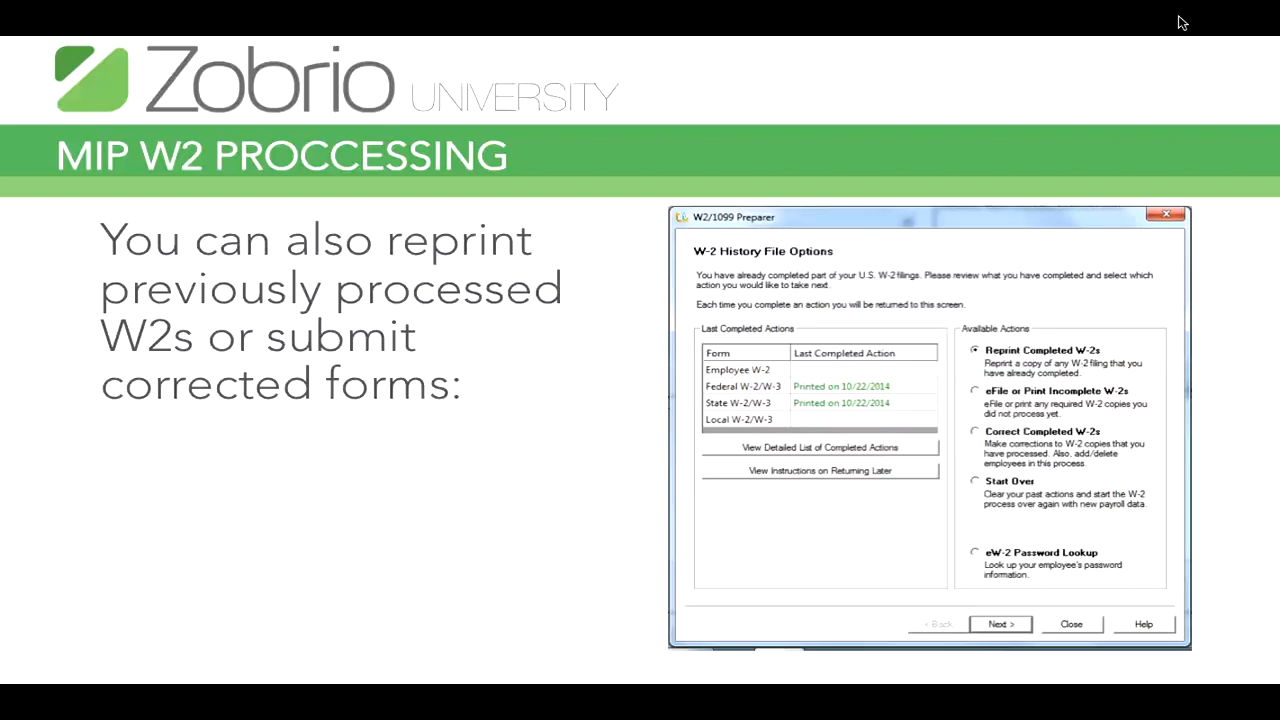 Zobrio UNIVERSITY
MIP W2 PROCCESSING
You can also reprint
previously processed
W2s or submit
corrected forms:
W2/1099 Preparer
W-2 History File Options
You have already completed part of your U.S. W-2 filings. Please review what you have completed and select which
action you would like to take next.
Each time you complete an action you will be returned to this screen.
Last Completed Actions
Form Last Completed Action
Employee W-2
Federal W-2/W-3 Printed on 10/22/2014
State W-2/W-3 Printed on 10/22/2014
Local W-2/W-3
View Detailed List of Completed Actions
View Instructions on Returning Later
Available Actions
Reprint Completed W-2s
Reprint a copy of any W-2 filing that you
have already completed.
eFile or Print Incomplete W-2s
eFile or print any required W-2 copies you
did not process yet.
Correct Completed W-2s
Make corrections to W-2 copies that you
have processed. Also, add/delete
employees in this process.
Start Over
Clear your past actions and start the W-2
process over again with new payroll data.
eW-2 Password Lookup
Look up your employee's password
information.
< Back Next > Close Help